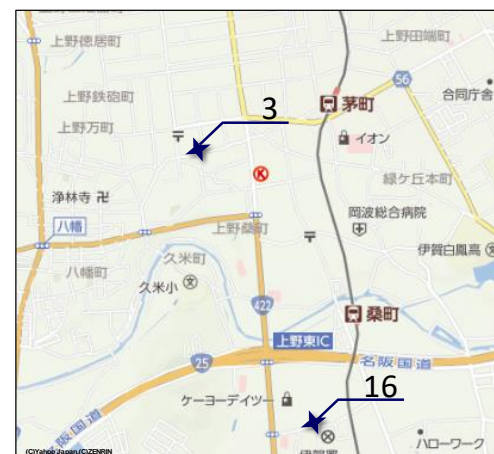 上野徳居町
上野田端町
56
合同庁舎
上野鉄砲町
3
茅町
上野万町
イオン
緑ケ丘本町
浄林寺
岡波総合病院
八幡
上野桑町
伊賀白鳳高
八幡町
久米町
久米小
422
桑町
上野東IC
25
名阪国道
ケーヨーデイツー
16
名阪国道
ハローワーク
(C)Yahoo Japan,(C)ZENRIN